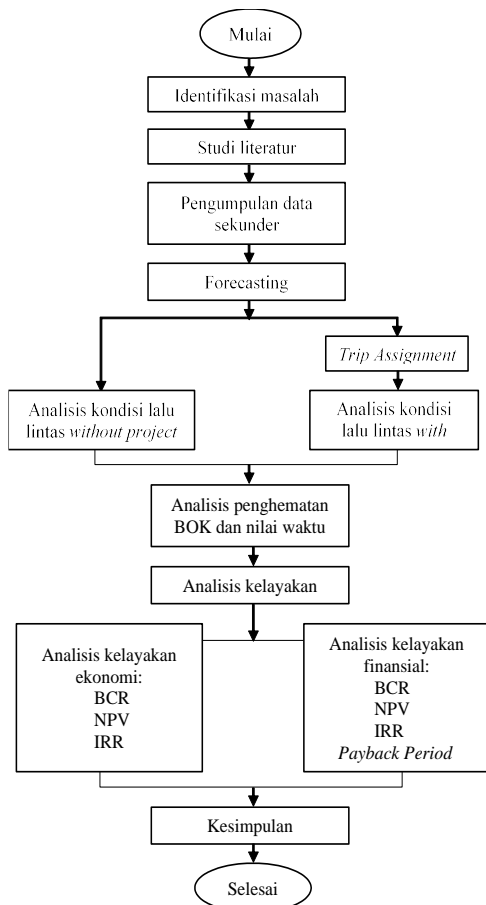 Mulai
Identifikasi masalah
Studi literatur
Pengumpulan data
sekunder
Forecasting
Trip Assignment
Analisis kondisi lalu
lintas without project
Analisis kondisi
lalu lintas with
Analisis penghematan
BOK dan nilai waktu
Analisis kelayakan
Analisis kelayakan
ekonomi:
BCR
NPV
IRR
Analisis kelayakan
finansial:
BCR
NPV
IRR
Payback Period
Kesimpulan
Selesai